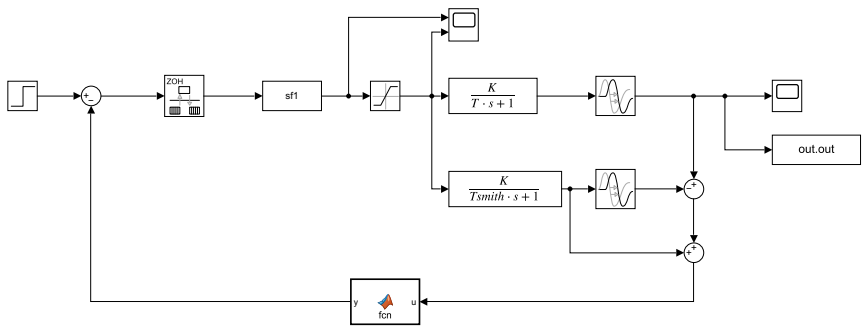 ZOH
+
−
sf1
K
T · s + 1
out.out
K
Tsmith · s + 1
−
+
+
+
y
fcn
u